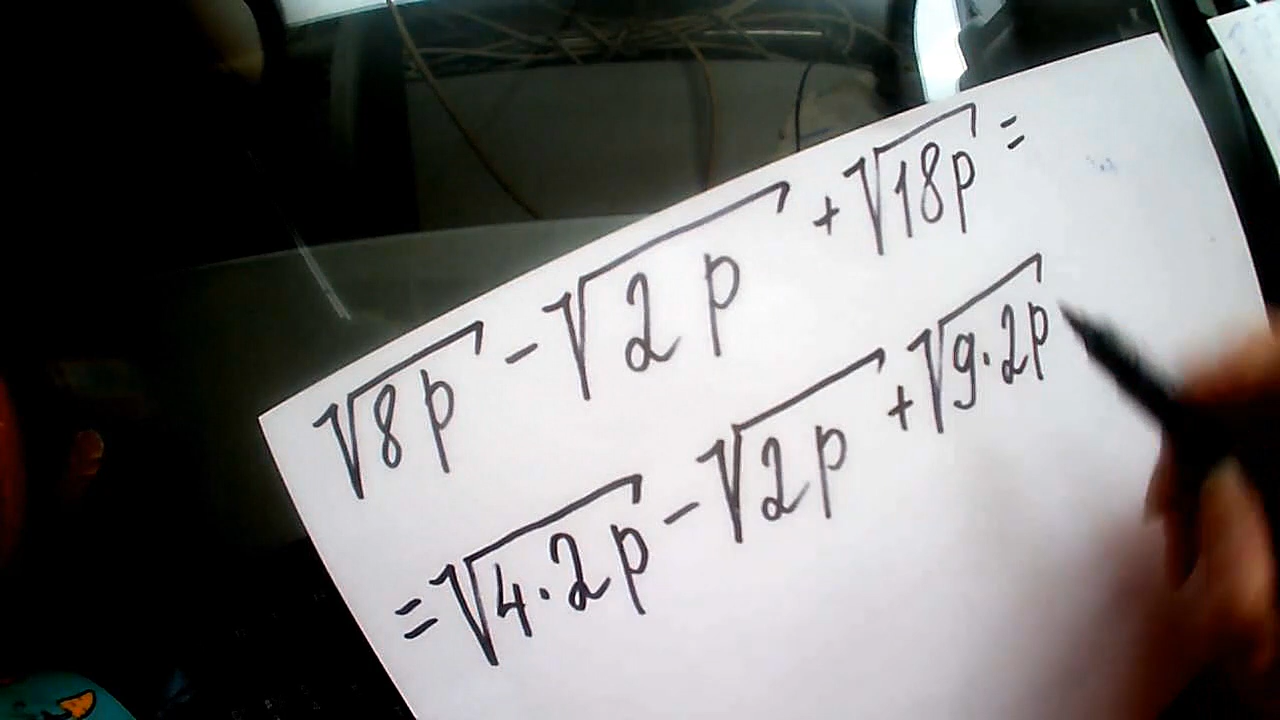 √8p - √2p + √18p =
= √4·2p - √2p + √9·2p